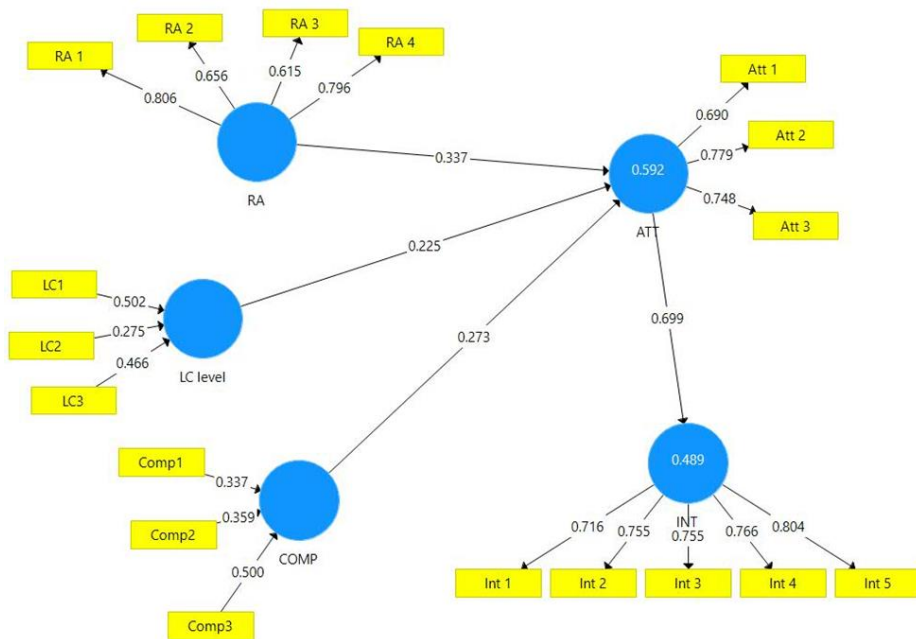 RA 1
RA 2
RA 3
RA 4
0.806
0.656
0.615
0.796
RA
0.337
Att 1
Att 2
Att 3
0.690
0.779
0.748
0.592
ATT
LC1
LC2
LC3
0.502
0.275
0.466
LC level
0.225
0.273
0.699
Comp1
Comp2
Comp3
0.337
0.359
0.500
COMP
0.489
INT
0.716
0.755
0.755
0.766
0.804
Int 1
Int 2
Int 3
Int 4
Int 5